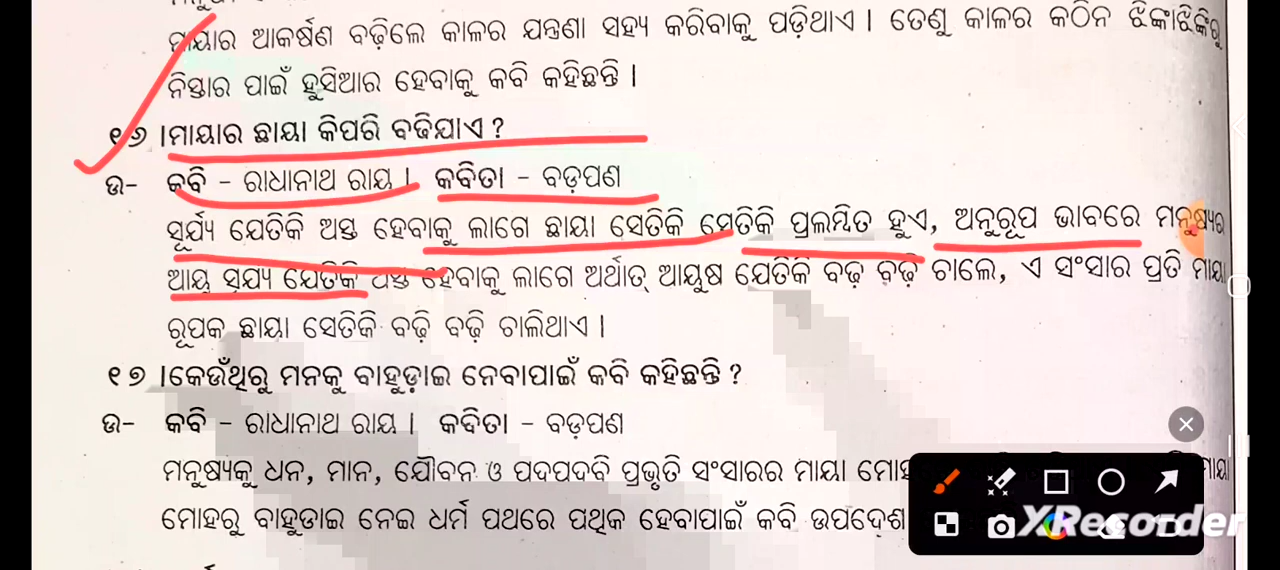 ମାୟାର ଆକର୍ଷଣ ବଢ଼ିଲେ କାଳର ଯନ୍ତ୍ରଣା ସହ୍ୟ କରିବାକୁ ପଡ଼ିଥାଏ । ତେଣୁ କାଳର କଠିନ ଝିଙ୍କାଝିଙ୍କିରୁ
ନିସ୍ତାର ପାଇଁ ହୁସିଆର ହେବାକୁ କବି କହିଛନ୍ତି ।
୧୬ । ମାୟାର ଛାୟା କିପରି ବଢିଯାଏ ?
ଉ- କବି - ରାଧାନାଥ ରାୟ । କବିତା - ବଡ଼ପଣ
ସୂର୍ଯ୍ୟ ଯେତିକି ଅସ୍ତ ହେବାକୁ ଲାଗେ ଛାୟା ସେତିକି ସେତିକି ପ୍ରଲମ୍ବିତ ହୁଏ, ଅନୁରୂପ ଭାବରେ ମନୁଷ୍ୟର
ଆୟୁ ସୂର୍ଯ୍ୟ ଯେତିକି ଅସ୍ତ ହେବାକୁ ଲାଗେ ଅର୍ଥାତ୍ ଆୟୁଷ ଯେତିକି ବଢ଼ି ବଢ଼ି ଚାଲେ, ଏ ସଂସାର ପ୍ରତି ମାୟା
ରୂପକ ଛାୟା ସେତିକି ବଢ଼ି ବଢ଼ି ଚାଲିଥାଏ ।
୧୭ । କେଉଁଥିରୁ ମନକୁ ବାହୁଡ଼ାଇ ନେବାପାଇଁ କବି କହିଛନ୍ତି ?
ଉ- କବି - ରାଧାନାଥ ରାୟ । କବିତା - ବଡ଼ପଣ
ମନୁଷ୍ୟକୁ ଧନ, ମାନ, ଯୌବନ ଓ ପଦପଦବି ପ୍ରଭୃତି ସଂସାରର ମାୟା ମାୟା
ମୋହରୁ ବାହୁଡାଇ ନେଇ ଧର୍ମ ପଥରେ ପଥିକ ହେବାପାଇଁ କବି ଉପଦେଶ
XRecorder